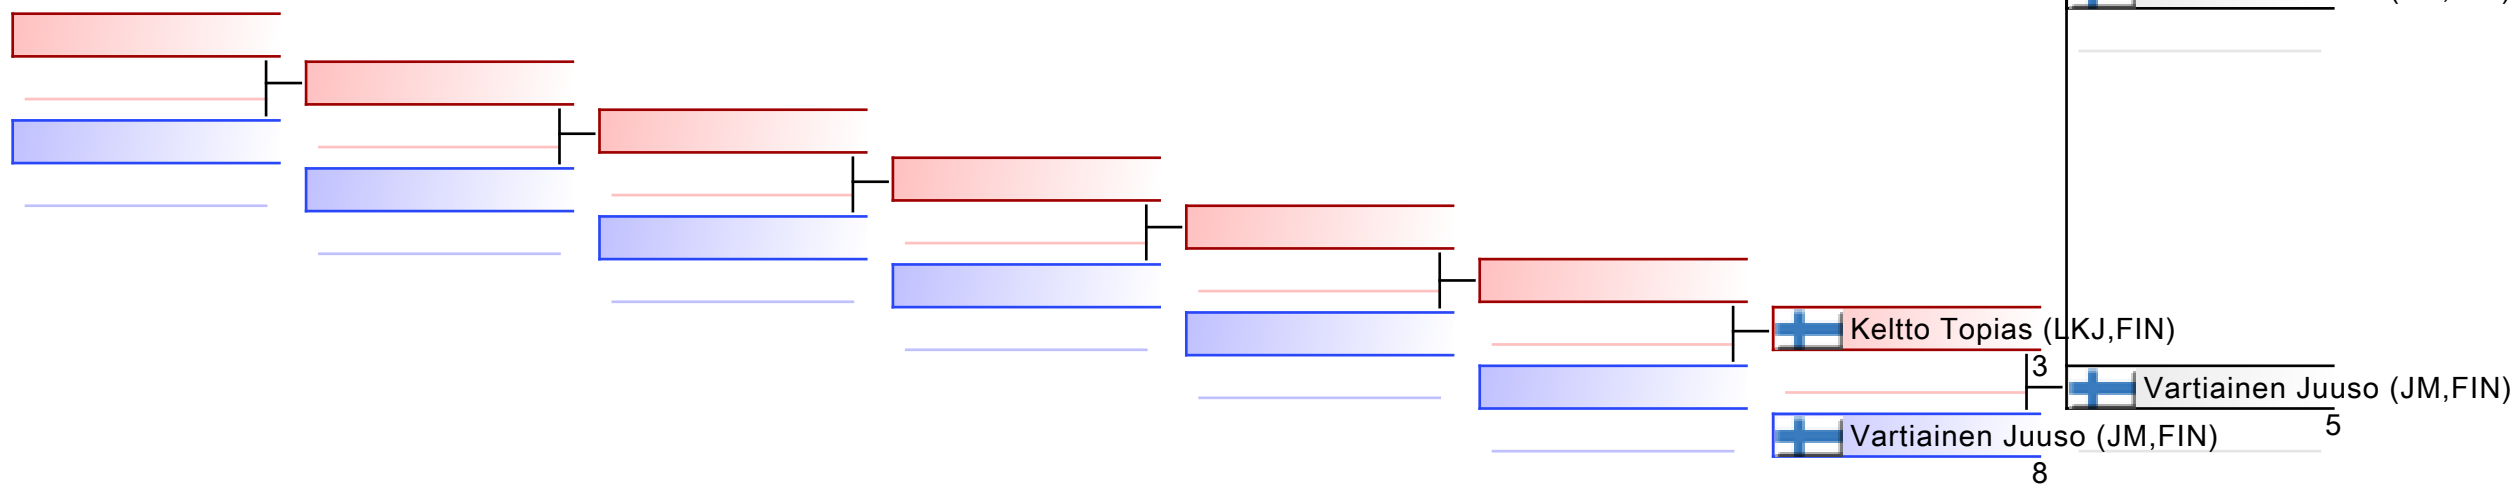 Keltto Topias (LKJ,FIN)
3
Vartiainen Juuso (JM,FIN)
5
Vartiainen Juuso (JM,FIN)
8